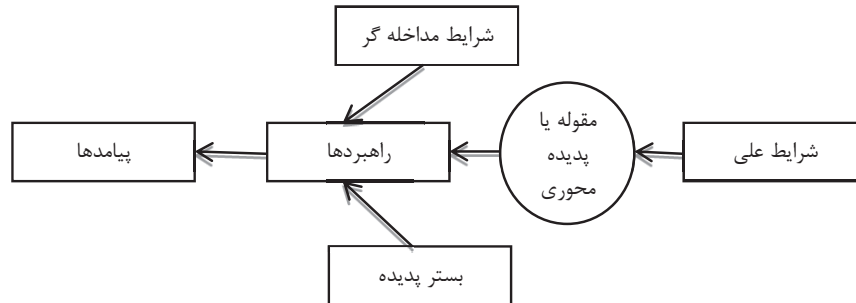 شرایط مداخله گر
شرایط علی
مقوله یا
پدیده
محوری
راهبردها
پیامدها
بستر پدیده